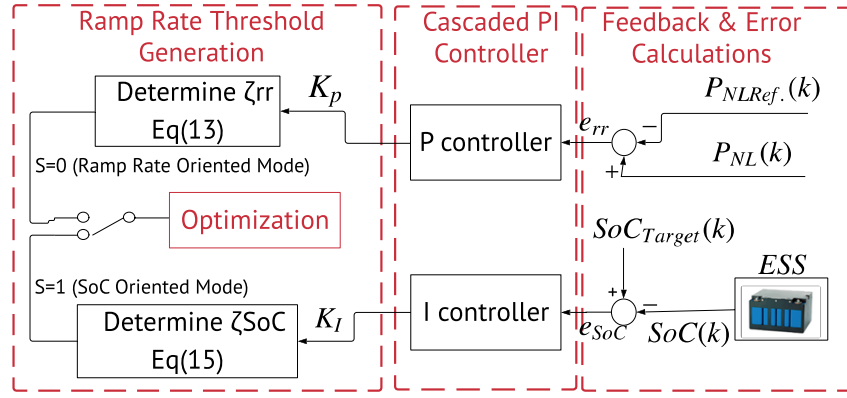 Ramp Rate Threshold
Generation
Cascaded PI
Controller
Feedback & Error
Calculations
Determine ζrr
Eq(13)
K_p
P controller
e_rr
−
+
P_NLRef.(k)
P_NL(k)
S=0 (Ramp Rate Oriented Mode)
Optimization
S=1 (SoC Oriented Mode)
Determine ζSoC
Eq(15)
K_I
I controller
e_SoC
+
−
SoC_Target(k)
SoC(k)
ESS